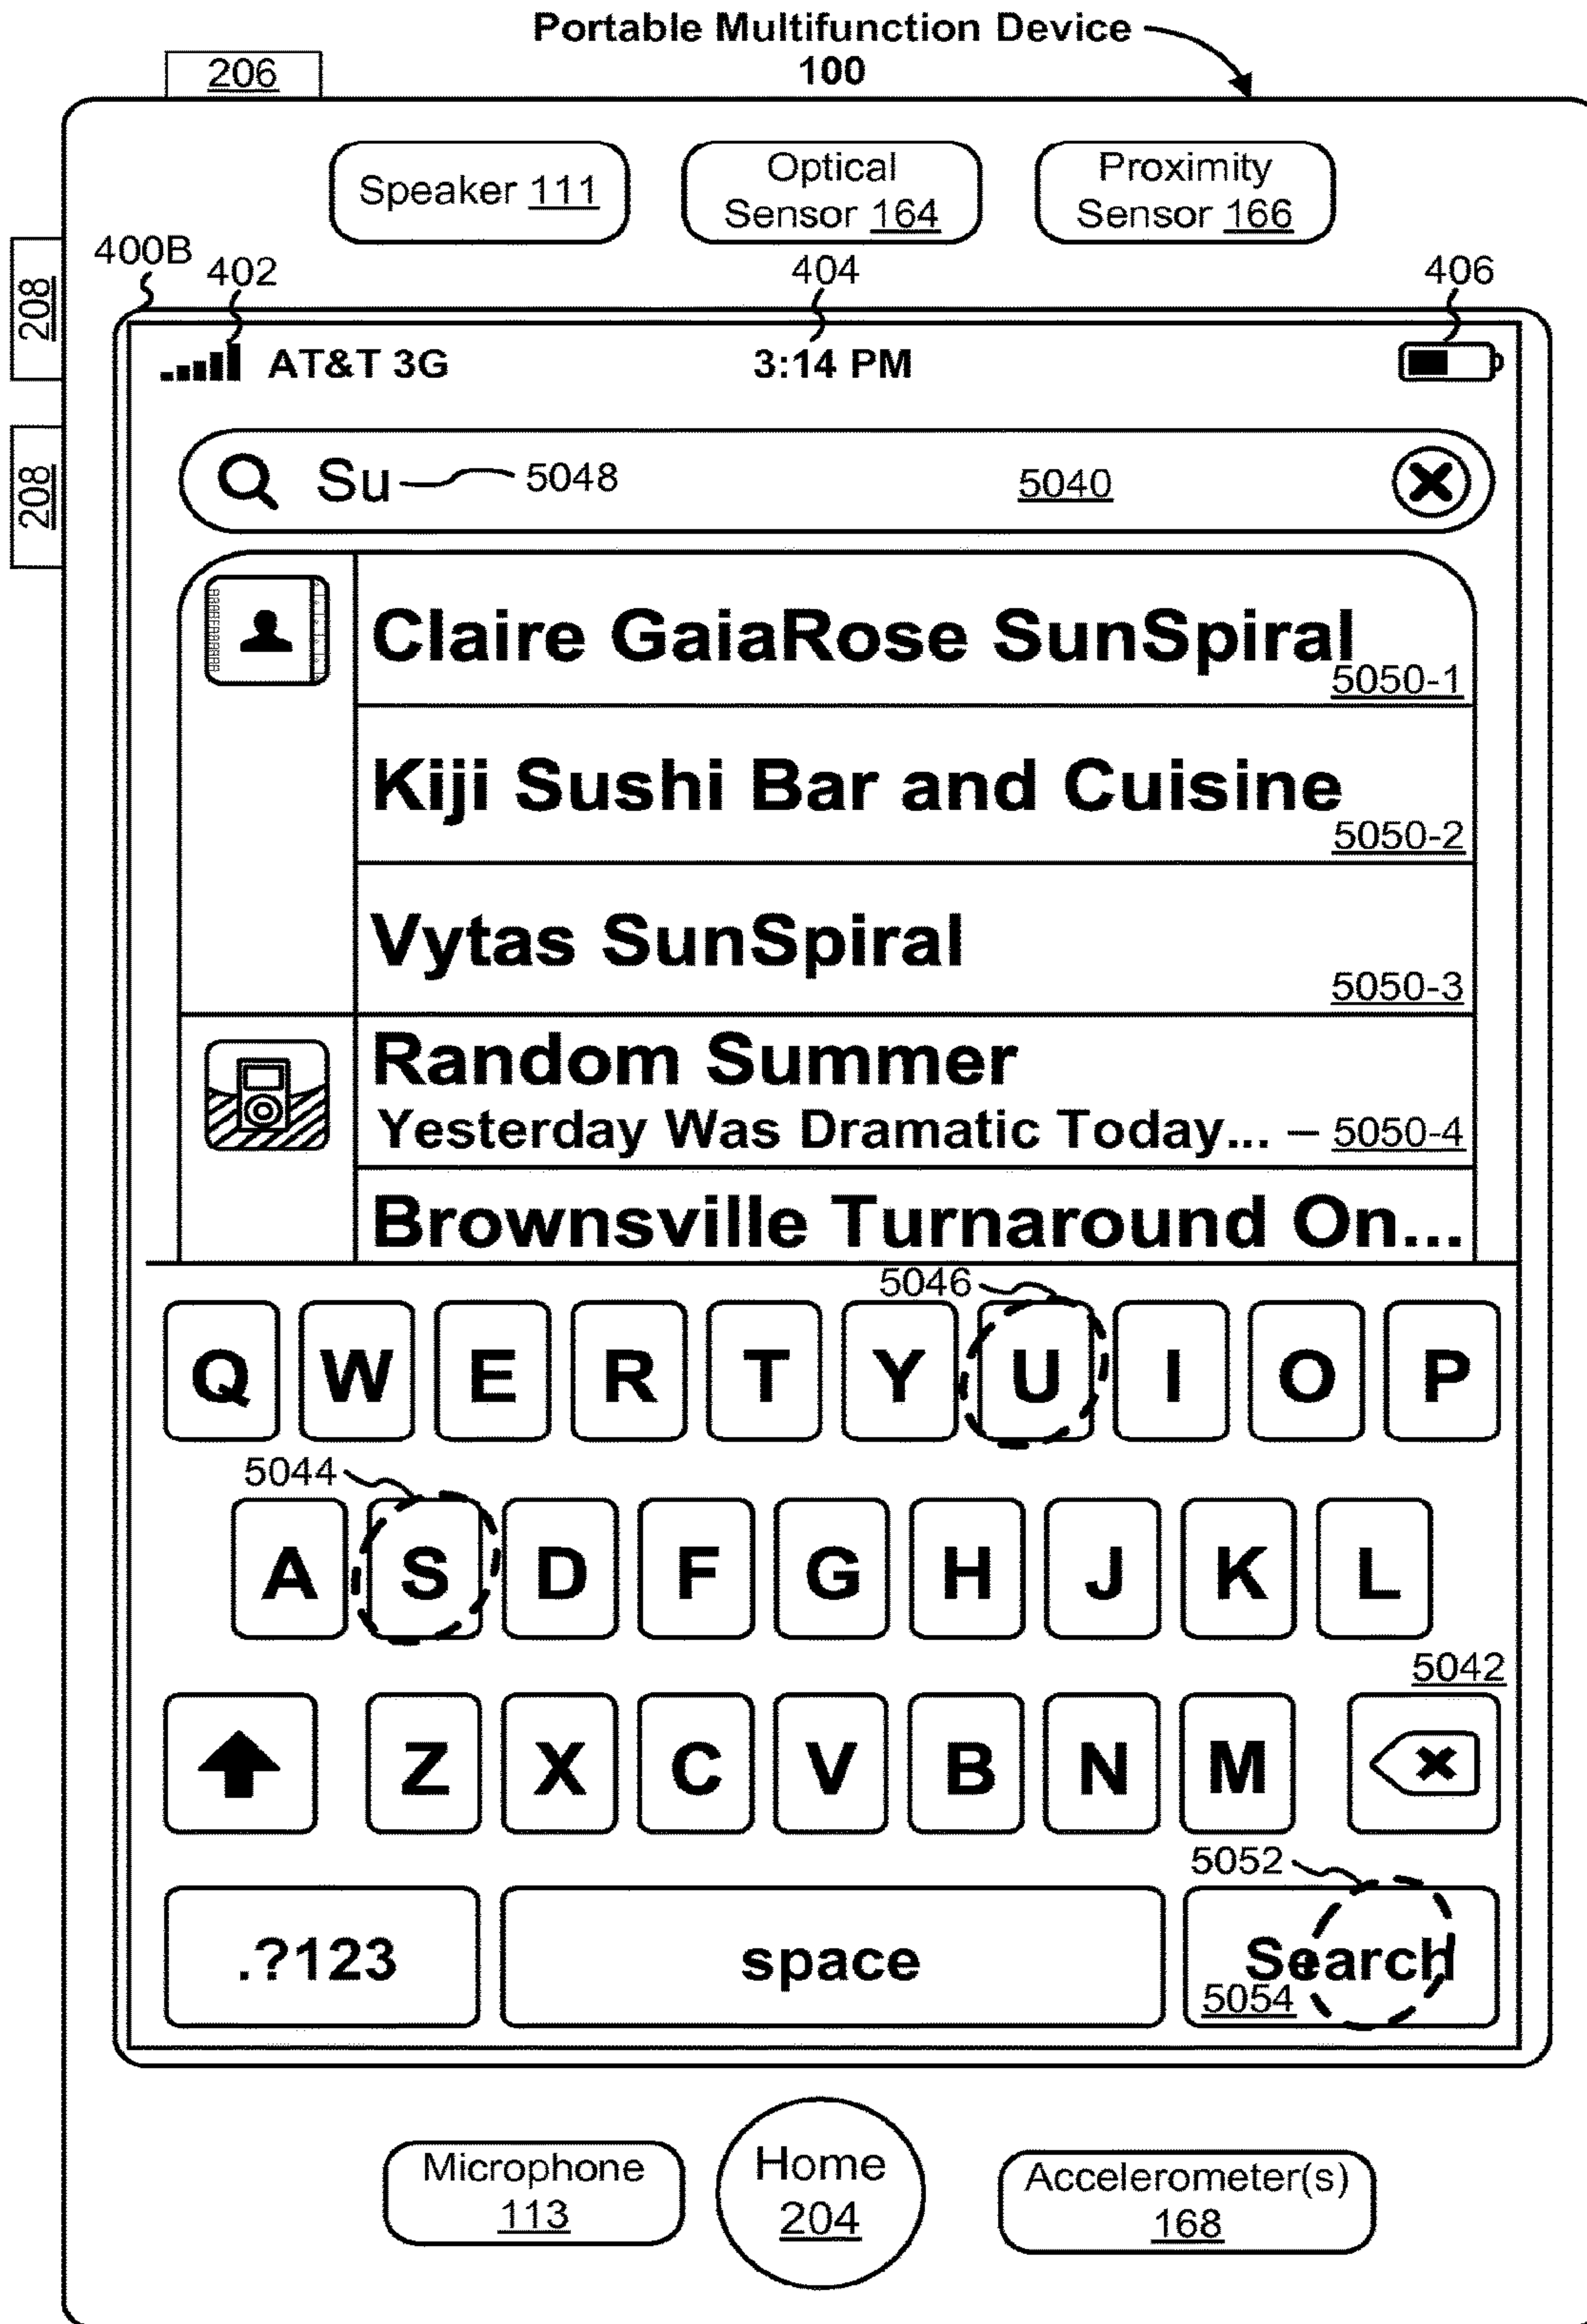 Portable Multifunction Device
100
206
Speaker 111
Optical
Sensor 164
Proximity
Sensor 166
208
400B
402
404
406
AT&T 3G
3:14 PM
208
Su
5048
5040
Claire GaiaRose SunSpiral
5050-1
Kiji Sushi Bar and Cuisine
5050-2
Vytas SunSpiral
5050-3
Random Summer
Yesterday Was Dramatic Today... – 5050-4
Brownsville Turnaround On...
5046
Q W E R T Y U I O P
5044
A S D F G H J K L
5042
Z X C V B N M
5052
.?123 space Search
5054
Microphone
113
Home
204
Accelerometer(s)
168